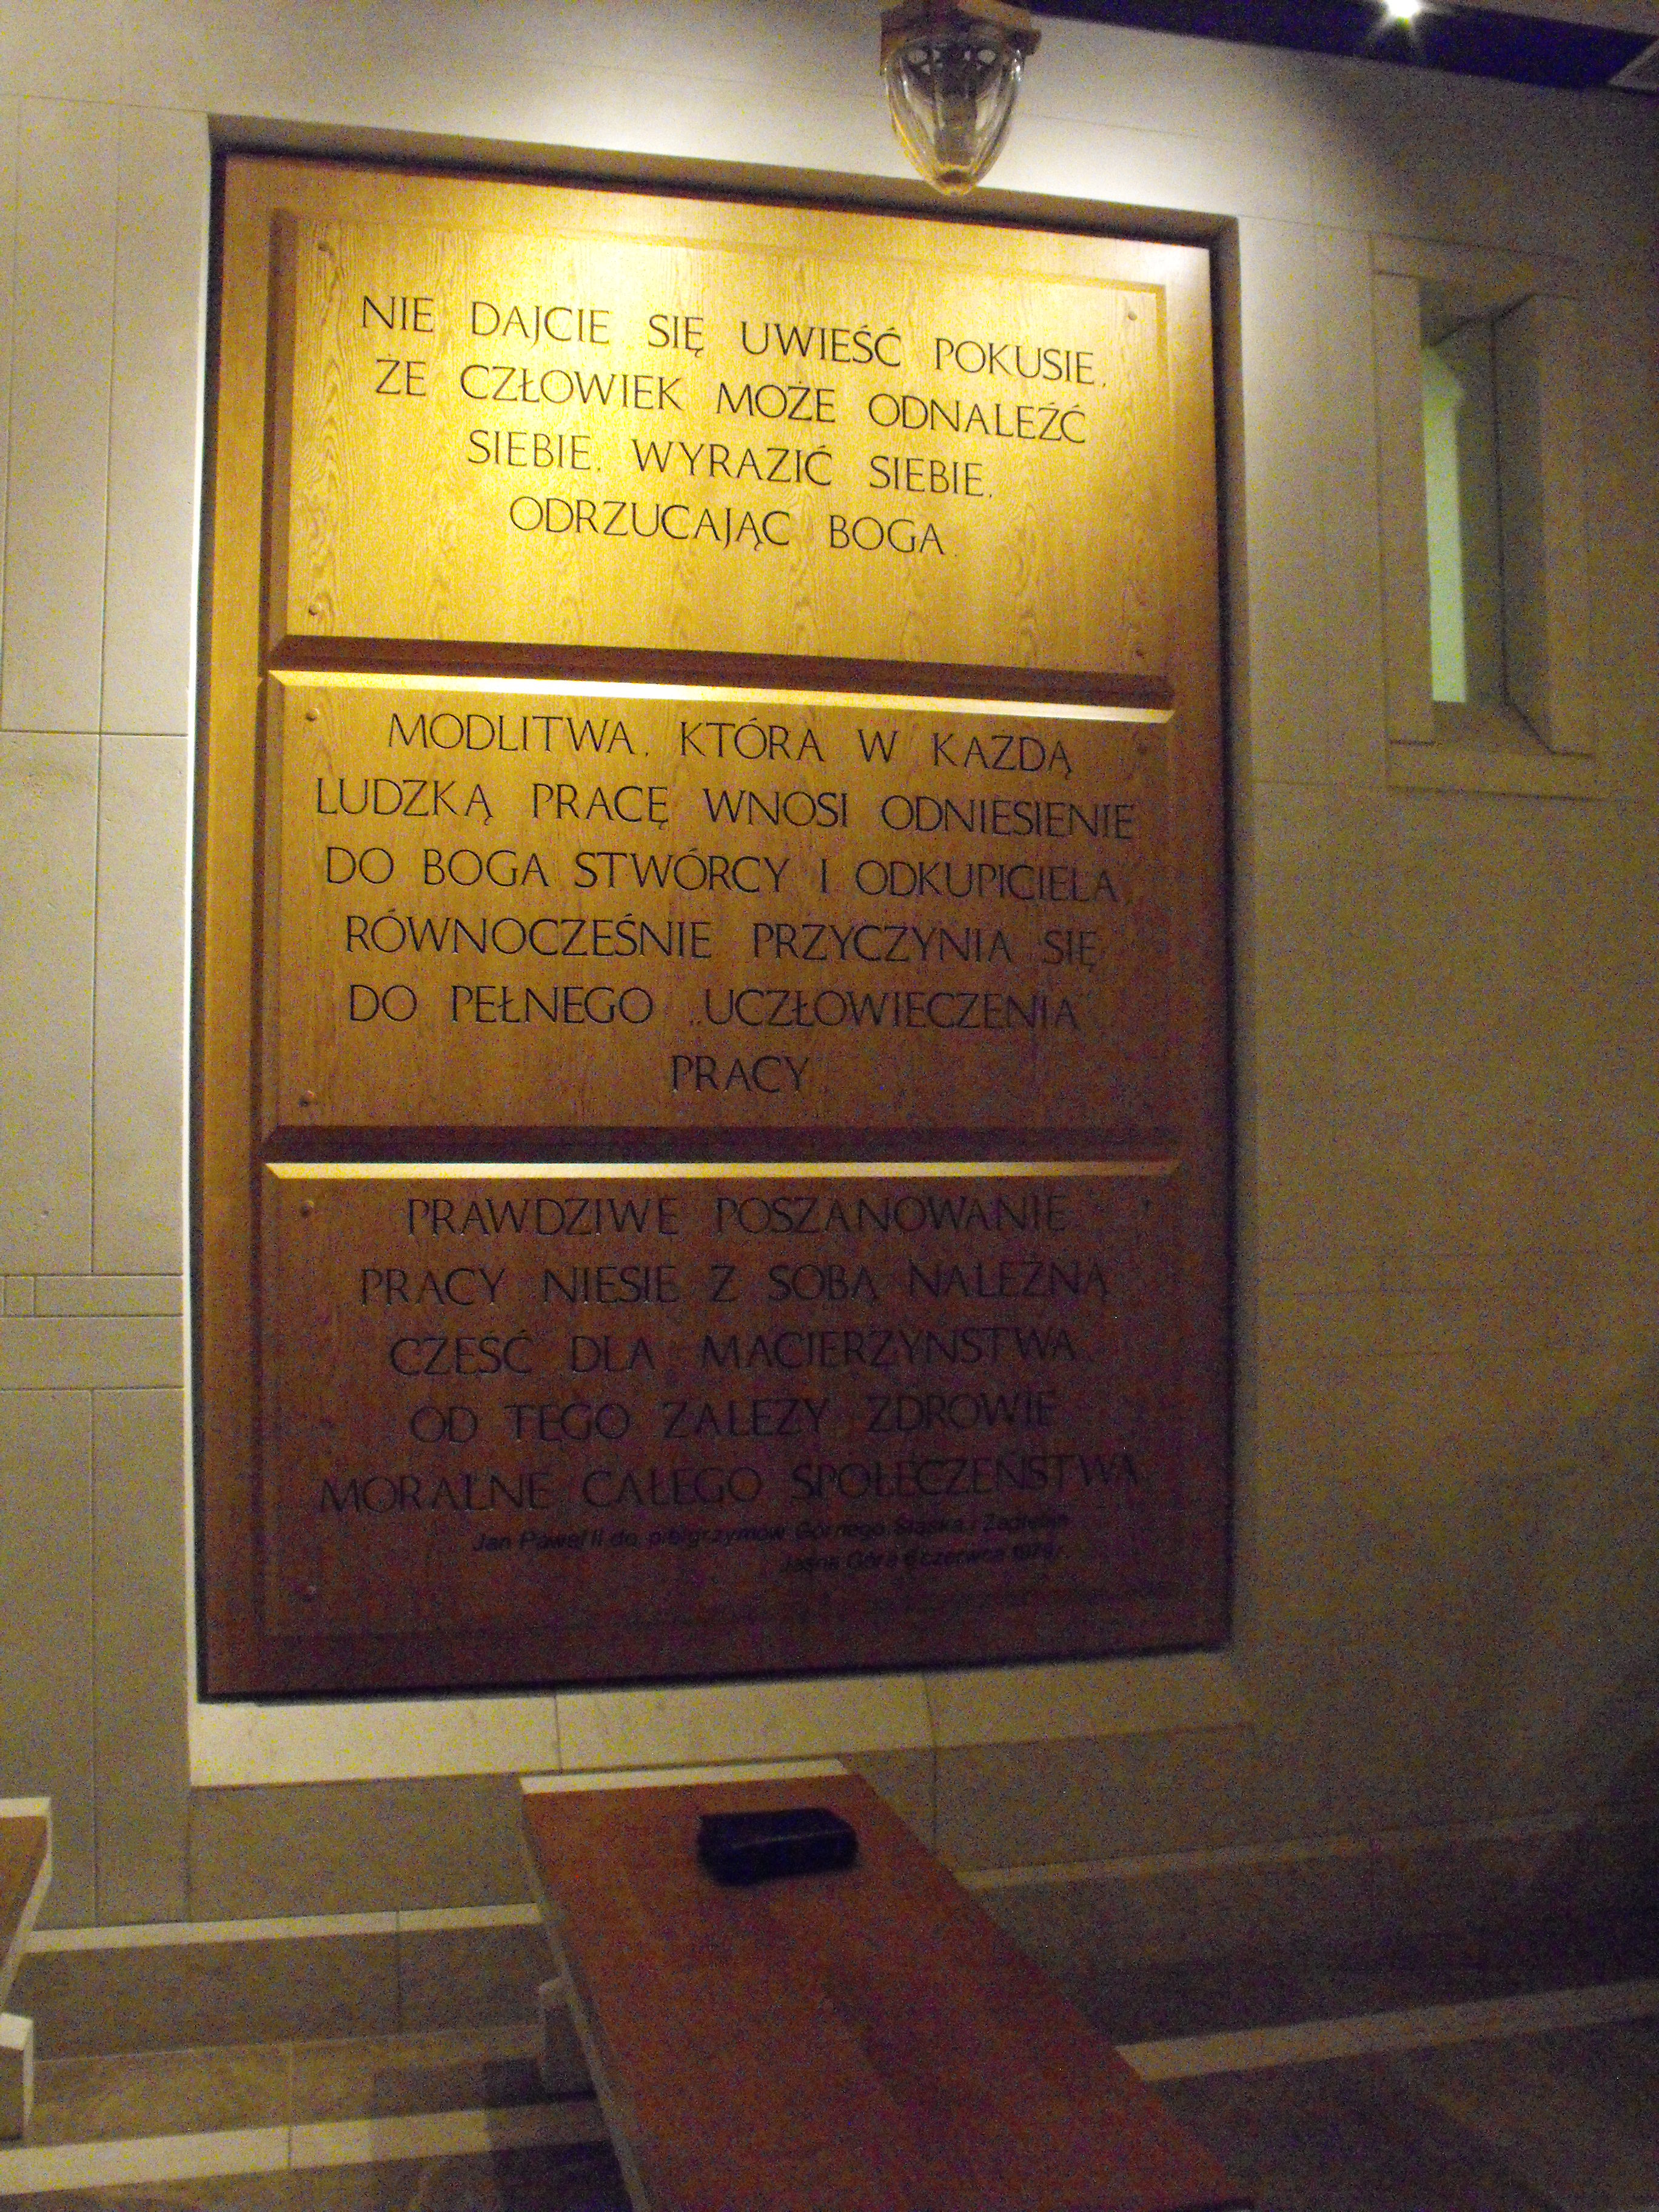 NIE DAJCIE SIĘ UWIEŚĆ POKUSIE,
ŻE CZŁOWIEK MOŻE ODNALEŹĆ
SIEBIE, WYRAZIĆ SIEBIE,
ODRZUCAJĄC BOGA.
MODLITWA, KTÓRA W KAŻDĄ
LUDZKĄ PRACĘ WNOSI ODNIESIENIE
DO BOGA STWÓRCY I ODKUPICIELA,
RÓWNOCZEŚNIE PRZYCZYNIA SIĘ
DO PEŁNEGO „UCZŁOWIECZENIA”
PRACY.
PRAWDZIWE POSZANOWANIE
PRACY NIESIE Z SOBĄ NALEŻNĄ
CZEŚĆ DLA MACIERZYŃSTWA.
OD TEGO ZALEŻY ZDROWIE
MORALNE CAŁEGO SPOŁECZEŃSTWA.
Jan Paweł II do pielgrzymów Górnego Śląska i Zagłębia
Jasna Góra 6 czerwca 1979r.